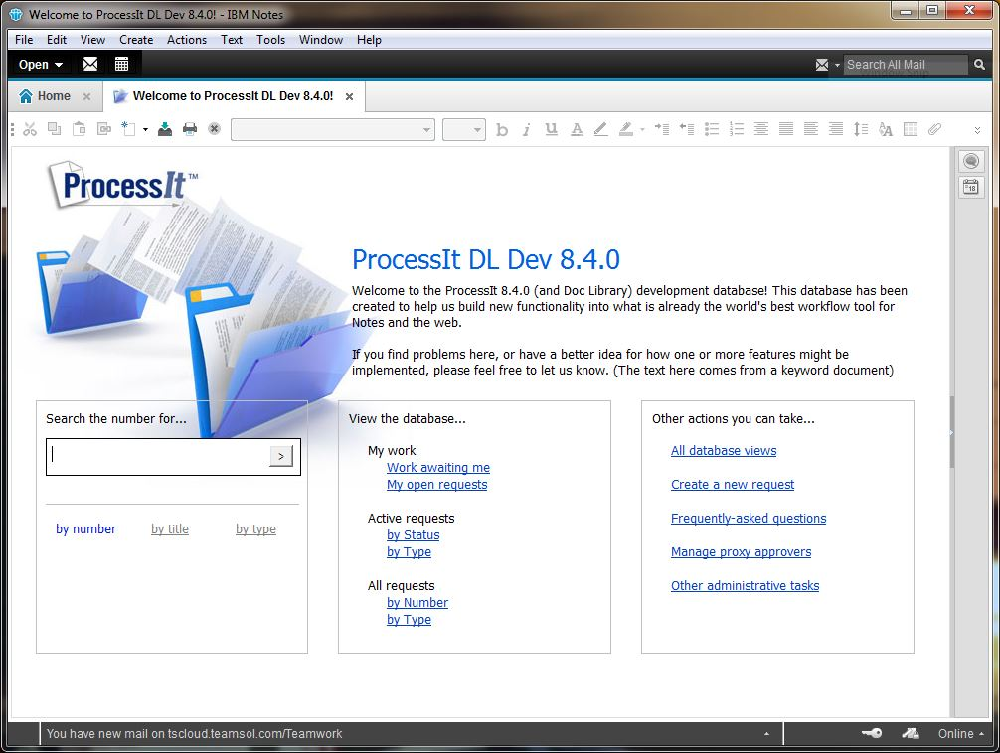 Welcome to ProcessIt DL Dev 8.4.0! - IBM Notes
File Edit View Create Actions Text Tools Window Help
Open Search All Mail
Home Welcome to ProcessIt DL Dev 8.4.0!
18
ProcessIt™
ProcessIt DL Dev 8.4.0
Welcome to the ProcessIt 8.4.0 (and Doc Library) development database! This database has been
created to help us build new functionality into what is already the world's best workflow tool for
Notes and the web.
If you find problems here, or have a better idea for how one or more features might be
implemented, please feel free to let us know. (The text here comes from a keyword document)
Search the number for...
>
by number by title by type
View the database...
My work
Work awaiting me
My open requests
Active requests
by Status
by Type
All requests
by Number
by Type
Other actions you can take...
All database views
Create a new request
Frequently-asked questions
Manage proxy approvers
Other administrative tasks
You have new mail on tscloud.teamsol.com/Teamwork Online